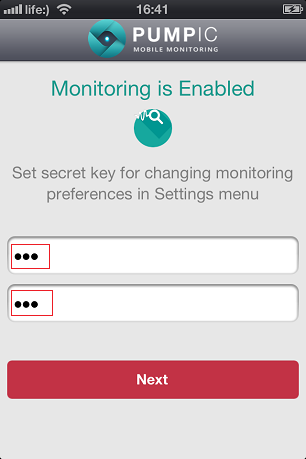 life:) 16:41
PUMPIC
MOBILE MONITORING
Monitoring is Enabled
Set secret key for changing monitoring
preferences in Settings menu
●●●
●●●
Next